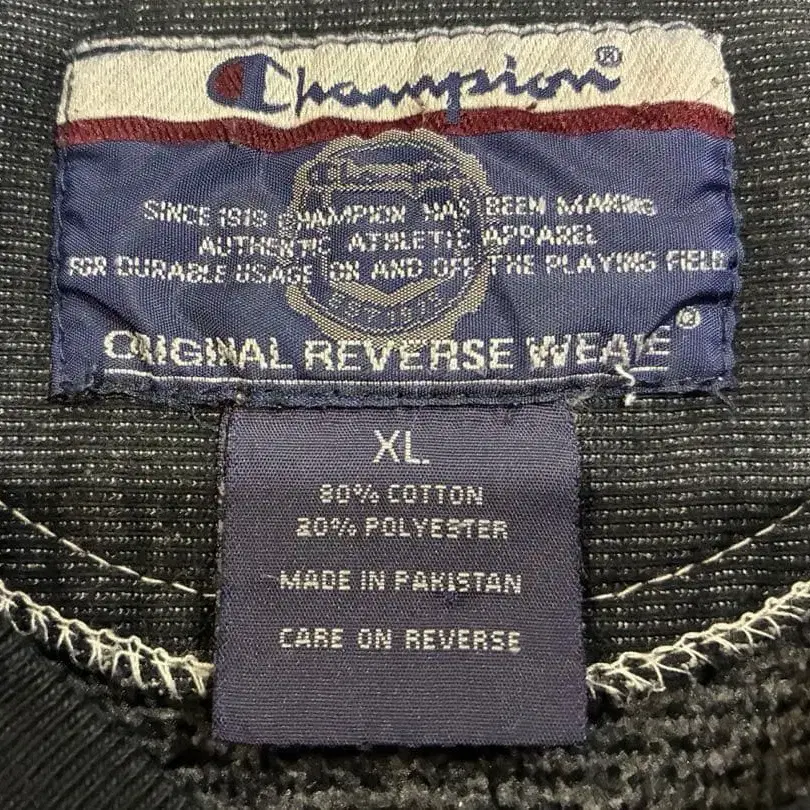 Champion®
SINCE 1919 CHAMPION HAS BEEN MAKING
AUTHENTIC ATHLETIC APPAREL
FOR DURABLE USAGE ON AND OFF THE PLAYING FIELD
ORIGINAL REVERSE WEAVE®
XL.
80% COTTON
20% POLYESTER
MADE IN PAKISTAN
CARE ON REVERSE